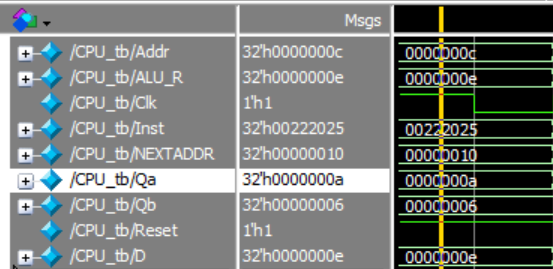 Msgs
/CPU_tb/Addr 32'h0000000c 0000000c
/CPU_tb/ALU_R 32'h0000000e 0000000e
/CPU_tb/Clk 1'h1
/CPU_tb/Inst 32'h00222025 00222025
/CPU_tb/NEXTADDR 32'h00000010 00000010
/CPU_tb/Qa 32'h0000000a 0000000a
/CPU_tb/Qb 32'h00000006 00000006
/CPU_tb/Reset 1'h1
/CPU_tb/D 32'h0000000e 0000000e